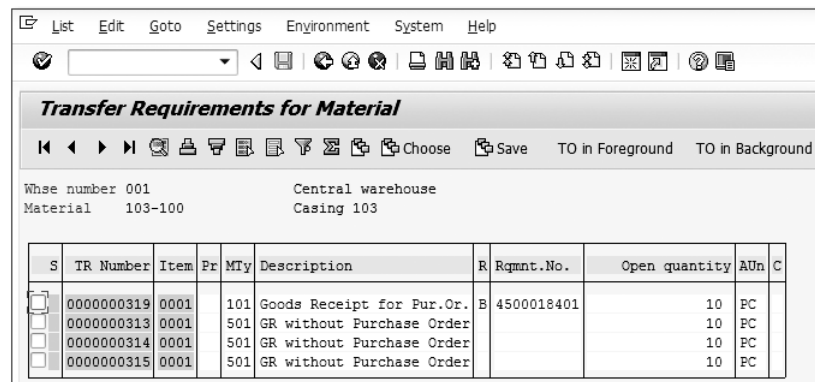 List Edit Goto Settings Environment System Help
Transfer Requirements for Material
Choose Save TO in Foreground TO in Background
Whse number 001 Central warehouse
Material 103-100 Casing 103
S TR Number Item Pr MTy Description R Rqmnt.No. Open quantity AUn C
0000000319 0001 101 Goods Receipt for Pur.Or. B 4500018401 10 PC
0000000313 0001 501 GR without Purchase Order 10 PC
0000000314 0001 501 GR without Purchase Order 10 PC
0000000315 0001 501 GR without Purchase Order 10 PC